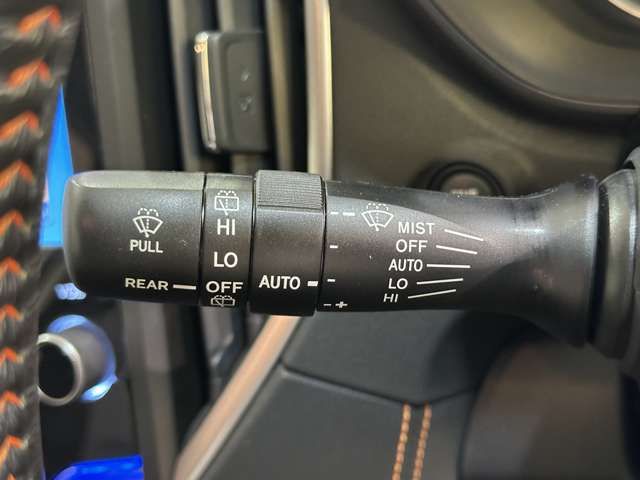 PULL
REAR
HI
LO
OFF
AUTO
- +
MIST
OFF
AUTO
LO
HI